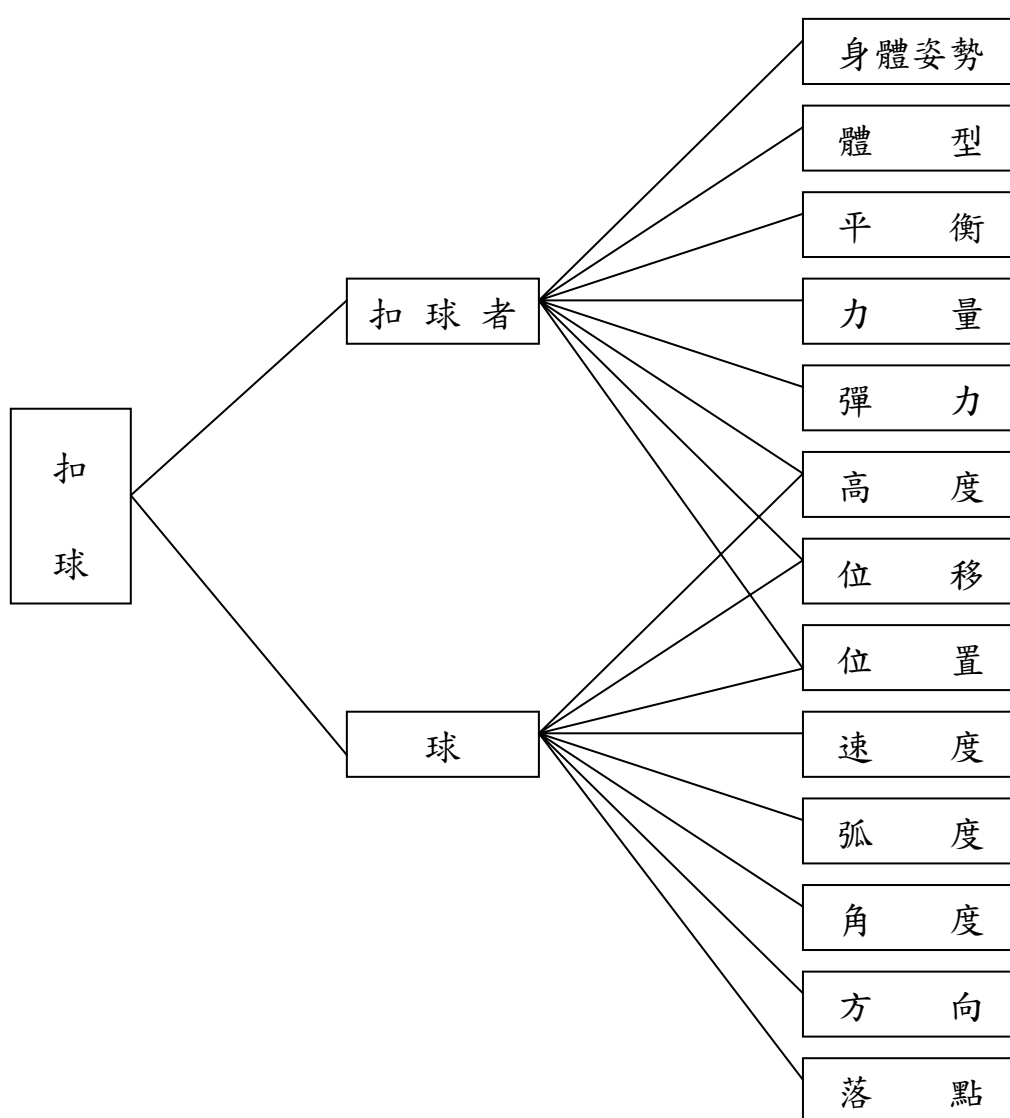 身體姿勢
體 型
平 衡
扣 球 者
力 量
彈 力
扣
球
高 度
位 移
位 置
球
速 度
弧 度
角 度
方 向
落 點